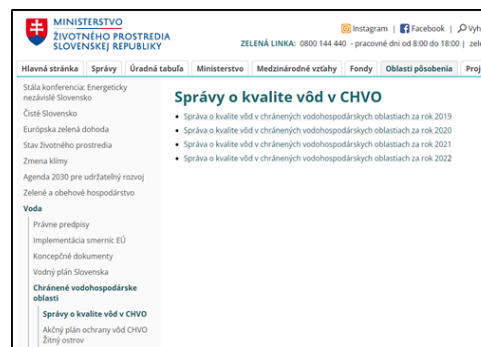 MINISTERSTVO
ŽIVOTNÉHO PROSTREDIA
SLOVENSKEJ REPUBLIKY
Instagram | Facebook |
ZELENÁ LINKA: 0800 144 440 - pracovné dni od 8:00 do 18:00 |
Hlavná stránka Správy Úradná tabuľa Ministerstvo Medzinárodné vzťahy Fondy Oblasti pôsobenia
Stála konferencia: Energeticky
nezávislé Slovensko
Čisté Slovensko
Európska zelená dohoda
Stav životného prostredia
Zmena klímy
Agenda 2030 pre udržateľný rozvoj
Zelené a obehové hospodárstvo
Voda
Právne predpisy
Implementácia smerníc EÚ
Koncepčné dokumenty
Vodný plán Slovenska
Chránené vodohospodárske
oblasti
Správy o kvalite vôd v CHVO
Akčný plán ochrany vôd CHVO
Žitný ostrov
Správy o kvalite vôd v CHVO
Správa o kvalite vôd v chránených vodohospodárskych oblastiach za rok 2019
Správa o kvalite vôd v chránených vodohospodárskych oblastiach za rok 2020
Správa o kvalite vôd v chránených vodohospodárskych oblastiach za rok 2021
Správa o kvalite vôd v chránených vodohospodárskych oblastiach za rok 2022